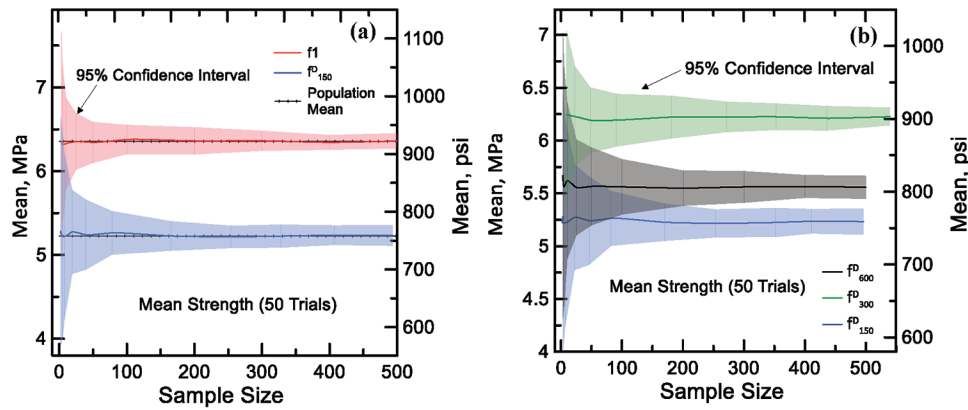 (a)
f1
fᴰ₁₅₀
Population
Mean
95% Confidence Interval
Mean Strength (50 Trials)
7
6
5
4
Mean, MPa
1100
1000
900
800
700
600
Mean, psi
0 100 200 300 400 500
Sample Size
(b)
95% Confidence Interval
Mean Strength (50 Trials)
fᴰ₆₀₀
fᴰ₃₀₀
fᴰ₁₅₀
7
6.5
6
5.5
5
4.5
4
Mean, MPa
1000
900
800
700
600
Mean, psi
0 100 200 300 400 500
Sample Size